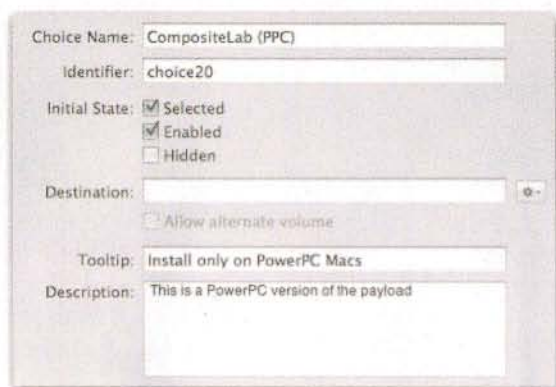 Choice Name: CompositeLab (PPC)
Identifier: choice20
Initial State: Selected
Enabled
Hidden
Destination:
Allow alternate volume
Tooltip: Install only on PowerPC Macs
Description: This is a PowerPC version of the payload